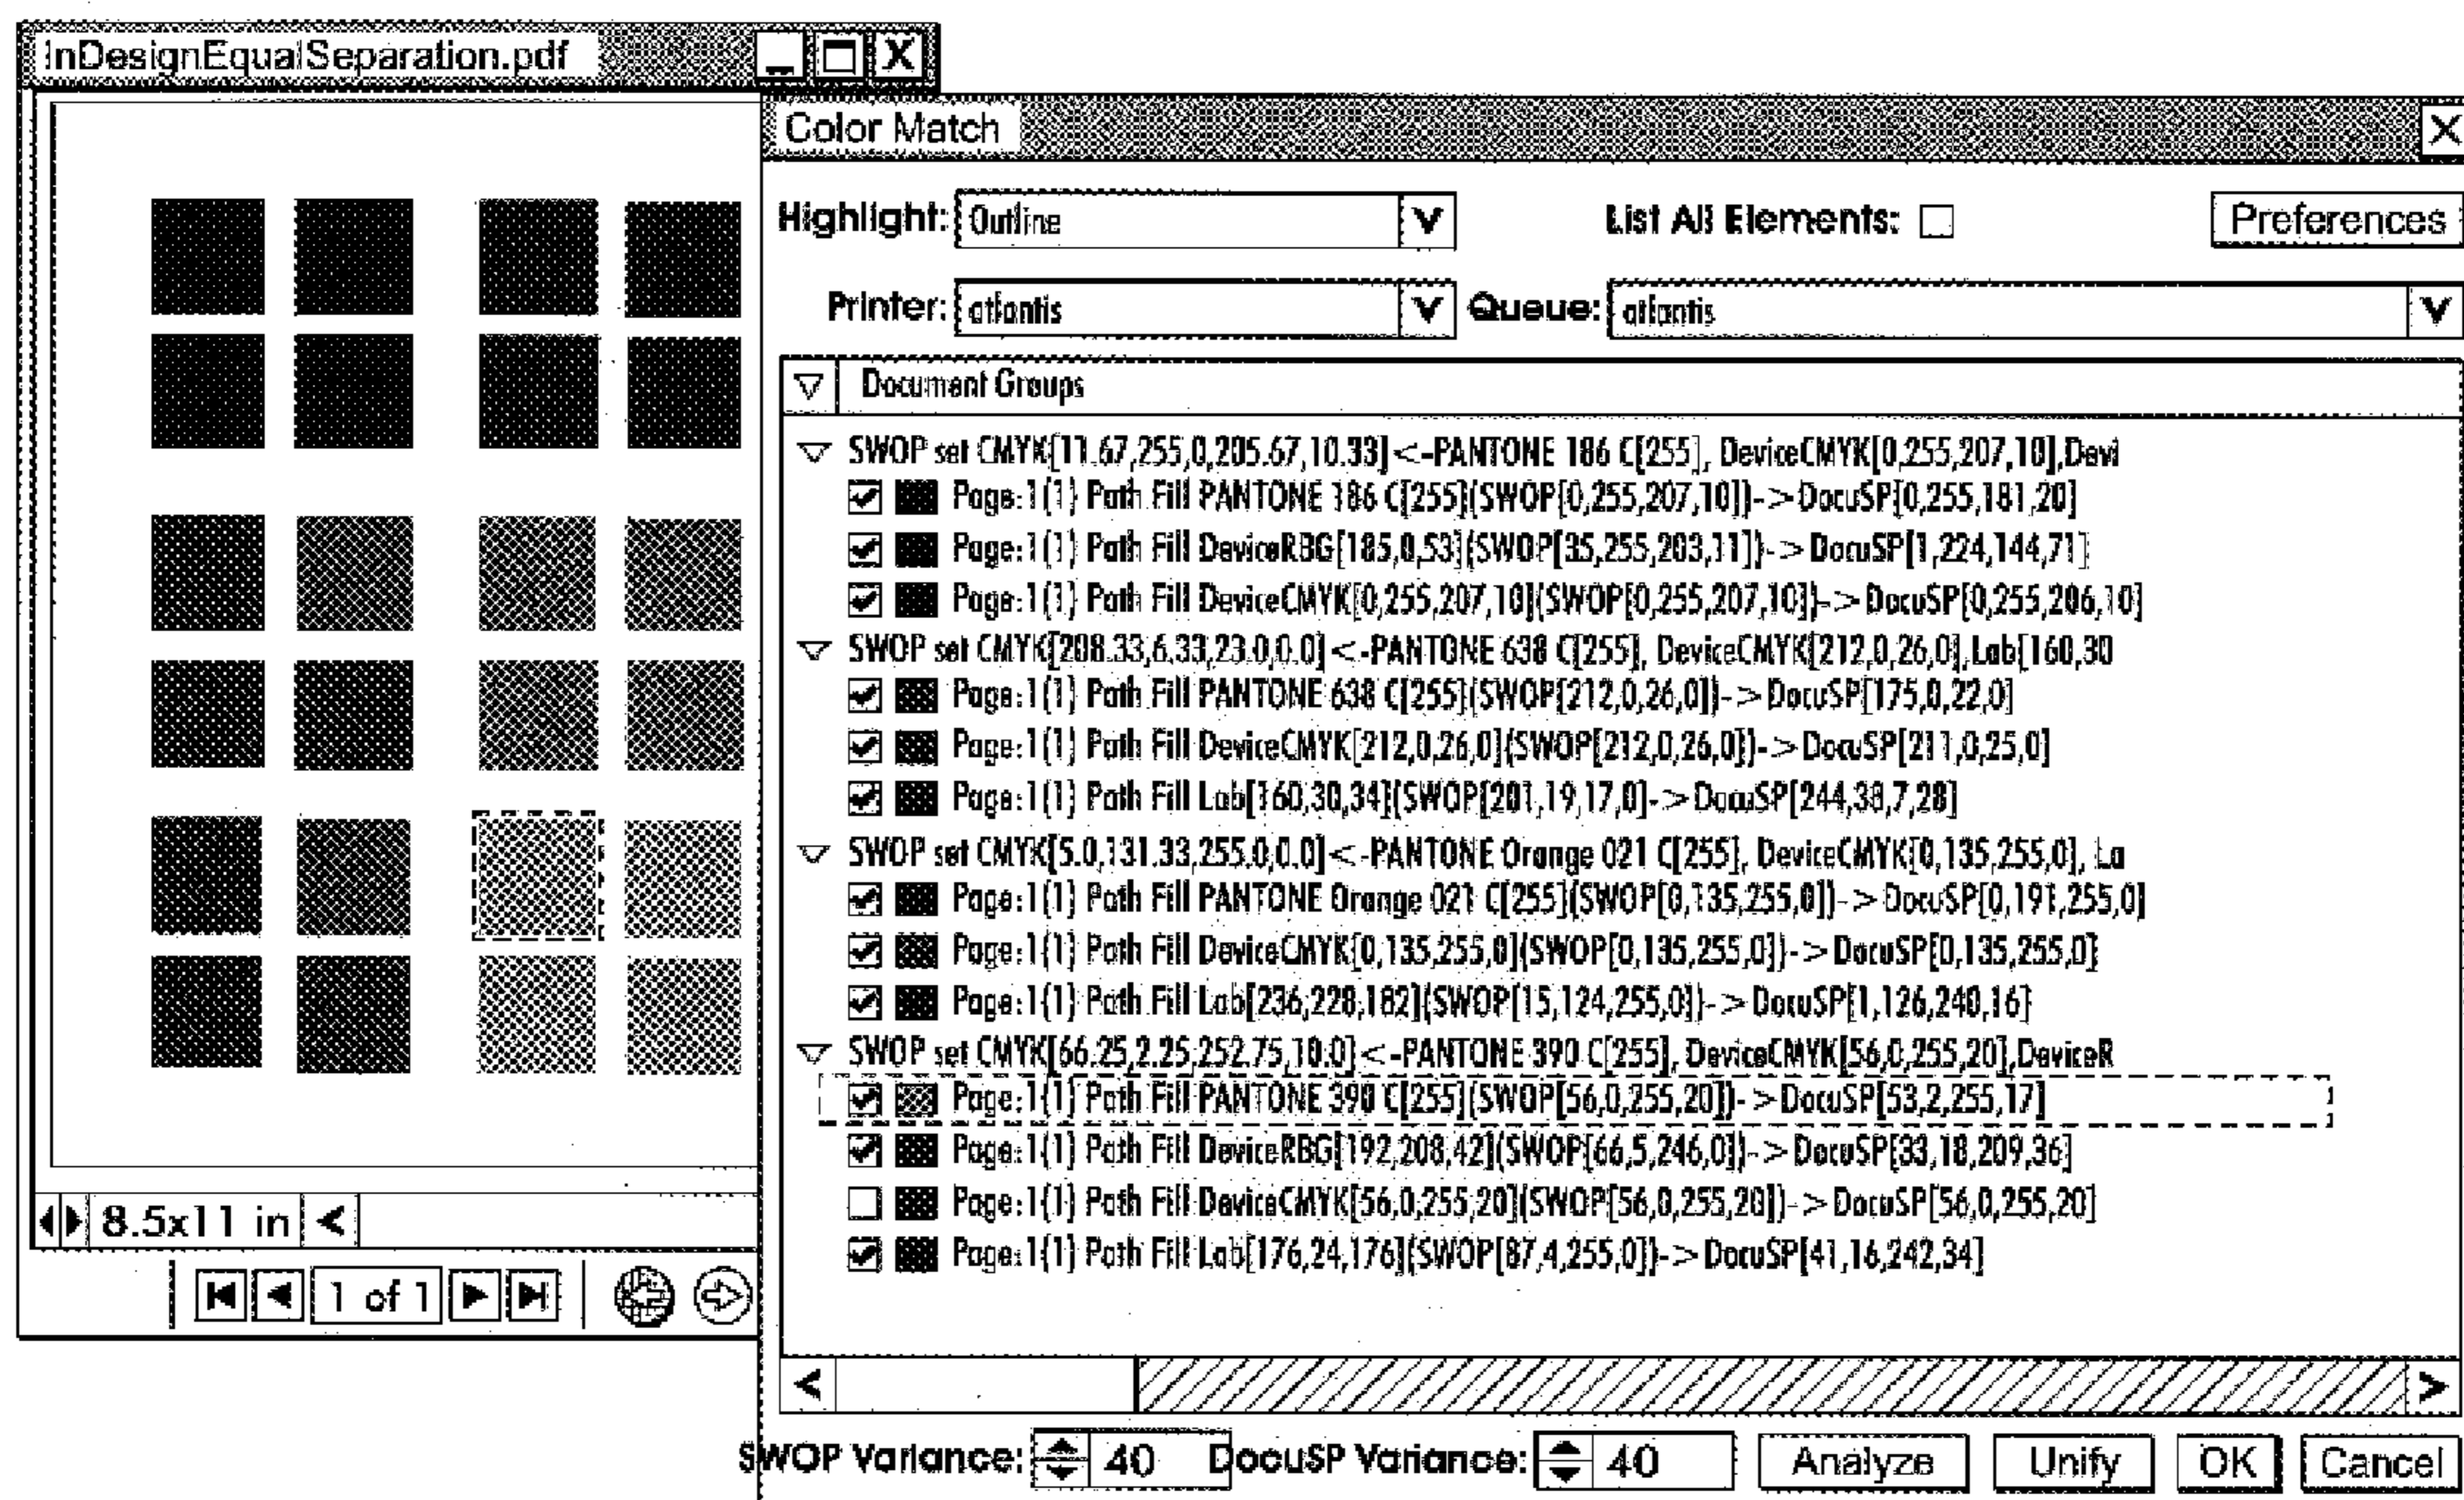 InDesignEqualSeparation.pdf
Color Match
Highlight: Outline
List All Elements:
Preferences
Printer: atlantis
Queue: atlantis
Document Groups
SWOP set CMYK[11.67,255,0,205.67,10.33]<-PANTONE 186 C[255], DeviceCMYK[0,255,207,10],Devi
Page:1(1) Path Fill PANTONE 186 C[255](SWOP[0,255,207,10])->DocuSP[0,255,181,20]
Page:1(1) Path Fill DeviceRBG[185,0,53](SWOP[35,255,203,11])->DocuSP[1,224,144,71]
Page:1(1) Path Fill DeviceCMYK[0,255,207,10](SWOP[0,255,207,10])->DocuSP[0,255,206,10]
SWOP set CMYK[208.33,6.33,23.0,0.0]<-PANTONE 638 C[255], DeviceCMYK[212,0,26,0],Lab[160,30
Page:1(1) Path Fill PANTONE 638 C[255](SWOP[212,0,26,0])->DocuSP[175,0,22,0]
Page:1(1) Path Fill DeviceCMYK[212,0,26,0](SWOP[212,0,26,0])->DocuSP[211,0,25,0]
Page:1(1) Path Fill Lab[160,30,34](SWOP[201,19,17,0]->DocuSP[244,38,7,28]
SWOP set CMYK[5.0,131.33,255.0,0.0]<-PANTONE Orange 021 C[255], DeviceCMYK[0,135,255,0], La
Page:1(1) Path Fill PANTONE Orange 021 C[255](SWOP[0,135,255,0])->DocuSP[0,191,255,0]
Page:1(1) Path Fill DeviceCMYK[0,135,255,0](SWOP[0,135,255,0])->DocuSP[0,135,255,0]
Page:1(1) Path Fill Lab[236,228,182](SWOP[15,124,255,0])->DocuSP[1,126,240,16]
SWOP set CMYK[66.25,2.25,252.75,10.0]<-PANTONE 390 C[255], DeviceCMYK[56,0,255,20],DeviceR
Page:1(1) Path Fill PANTONE 390 C[255](SWOP[56,0,255,20])->DocuSP[53,2,255,17]
Page:1(1) Path Fill DeviceRBG[192,208,42](SWOP[66,5,246,0])->DocuSP[33,18,209,36]
Page:1(1) Path Fill DeviceCMYK[56,0,255,20](SWOP[56,0,255,20])->DocuSP[56,0,255,20]
Page:1(1) Path Fill Lab[176,24,176](SWOP[87,4,255,0])->DocuSP[41,16,242,34]
8.5x11 in
1 of 1
SWOP Variance: 40
DocuSP Variance: 40
Analyze
Unify
OK
Cancel